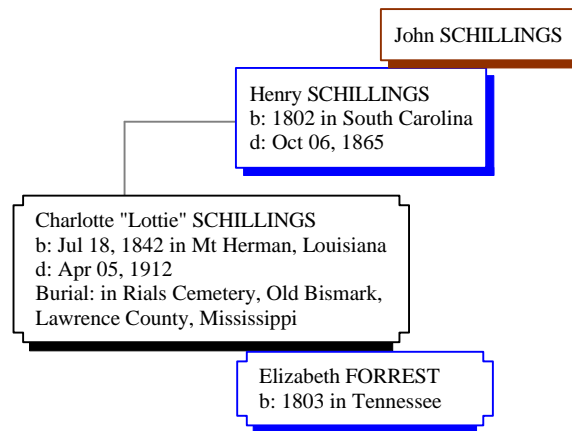 John SCHILLINGS
Henry SCHILLINGS
b: 1802 in South Carolina
d: Oct 06, 1865
Charlotte "Lottie" SCHILLINGS
b: Jul 18, 1842 in Mt Herman, Louisiana
d: Apr 05, 1912
Burial: in Rials Cemetery, Old Bismark,
Lawrence County, Mississippi
Elizabeth FORREST
b: 1803 in Tennessee